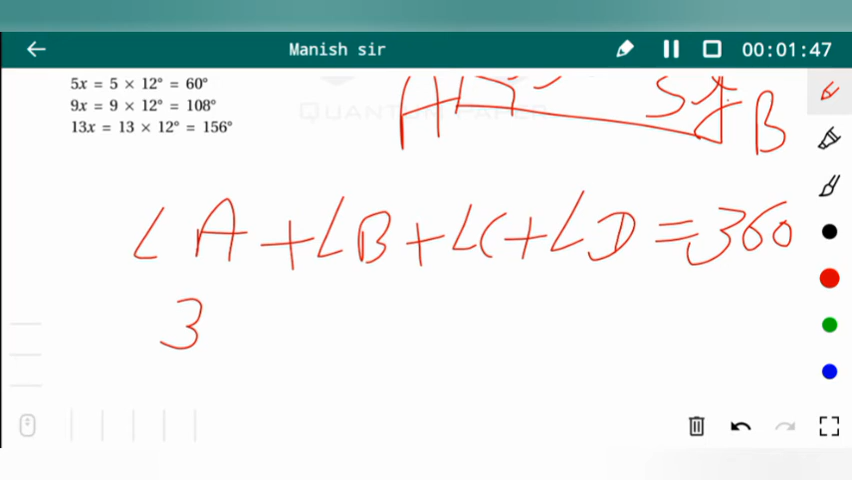 Manish sir 00:01:47
5x = 5 × 12° = 60°
9x = 9 × 12° = 108°
13x = 13 × 12° = 156°
A 5x B
∠A+∠B+∠C+∠D=360
3